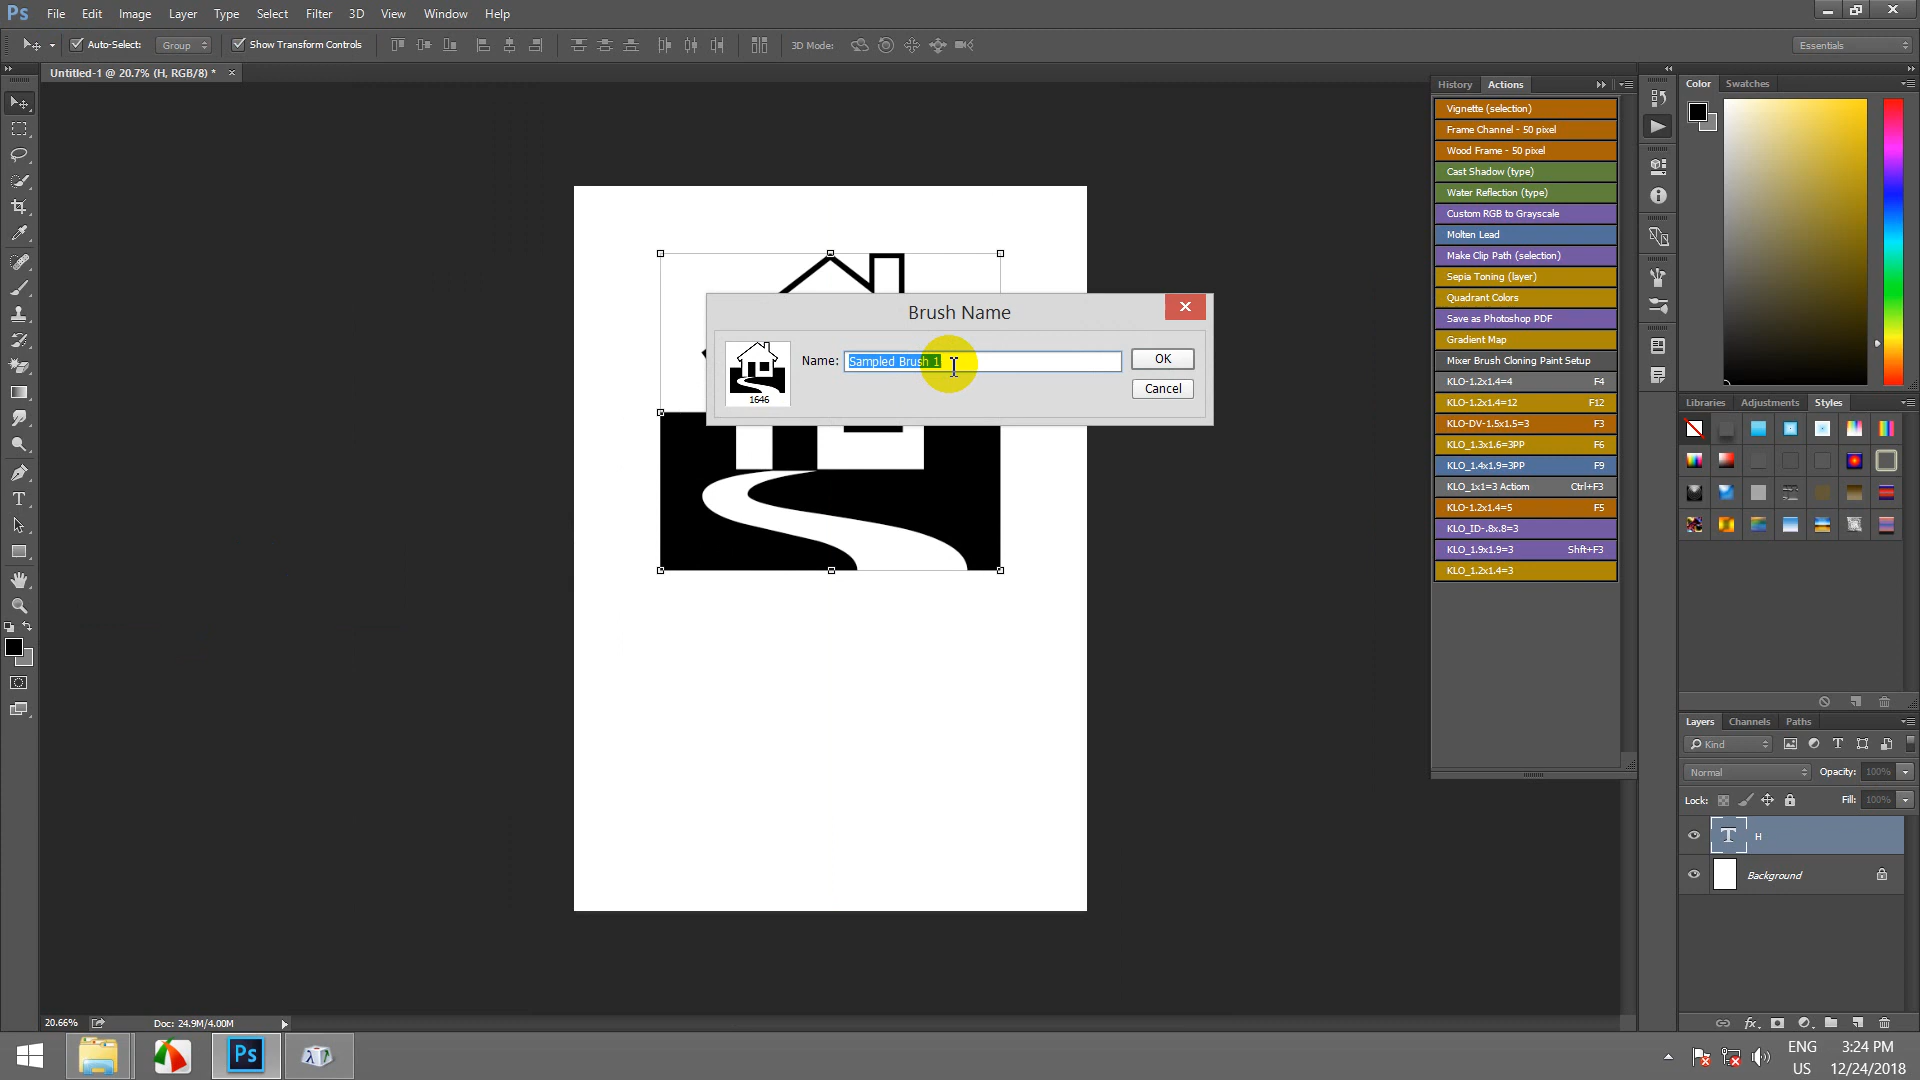 Ps File Edit Image Layer Type Select Filter 3D View Window Help
Auto-Select: Group Show Transform Controls 3D Mode: Essentials
Untitled-1 @ 20.7% (H, RGB/8) * ×
History Actions
Vignette (selection)
Frame Channel - 50 pixel
Wood Frame - 50 pixel
Cast Shadow (type)
Water Reflection (type)
Custom RGB to Grayscale
Molten Lead
Make Clip Path (selection)
Sepia Toning (layer)
Quadrant Colors
Save as Photoshop PDF
Gradient Map
Mixer Brush Cloning Paint Setup
KLO-1.2x1.4=4 F4
KLO-1.2x1.4=12 F12
KLO-DV-1.5x1.5=3 F3
KLO_1.3x1.6=3PP F6
KLO_1.4x1.9=3PP F9
KLO_1x1=3 Actiom Ctrl+F3
KLO-1.2x1.4=5 F5
KLO_ID-.8x.8=3
KLO_1.9x1.9=3 Shft+F3
KLO_1.2x1.4=3
Color Swatches
Libraries Adjustments Styles
Brush Name
Name: Sampled Brush 1
OK
Cancel
1646
Layers Channels Paths
Kind
Normal Opacity: 100%
Lock: Fill: 100%
T H
Background
20.66% Doc: 24.9M/4.00M
Ps
ENG
US
3:24 PM
12/24/2018